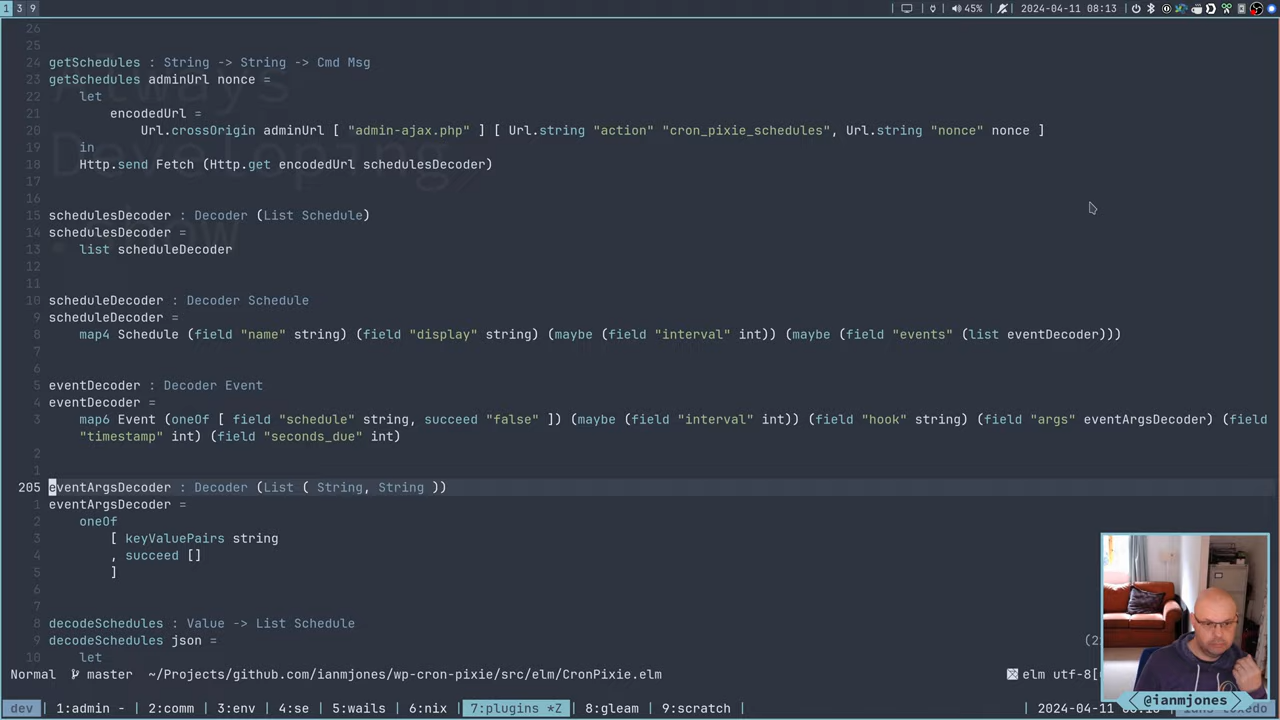 1 3 9 45% 2024-04-11 08:13
26
25
24 getSchedules : String -> String -> Cmd Msg
23 getSchedules adminUrl nonce =
22 let
21 encodedUrl =
20 Url.crossOrigin adminUrl [ "admin-ajax.php" ] [ Url.string "action" "cron_pixie_schedules", Url.string "nonce" nonce ]
19 in
18 Http.send Fetch (Http.get encodedUrl schedulesDecoder)
17
16
15 schedulesDecoder : Decoder (List Schedule)
14 schedulesDecoder =
13 list scheduleDecoder
12
11
10 scheduleDecoder : Decoder Schedule
9 scheduleDecoder =
8 map4 Schedule (field "name" string) (field "display" string) (maybe (field "interval" int)) (maybe (field "events" (list eventDecoder)))
7
6
5 eventDecoder : Decoder Event
4 eventDecoder =
3 map6 Event (oneOf [ field "schedule" string, succeed "false" ]) (maybe (field "interval" int)) (field "hook" string) (field "args" eventArgsDecoder) (field
"timestamp" int) (field "seconds_due" int)
2
1
205 eventArgsDecoder : Decoder (List ( String, String ))
1 eventArgsDecoder =
2 oneOf
3 [ keyValuePairs string
4 , succeed []
5 ]
6
7
8 decodeSchedules : Value -> List Schedule
9 decodeSchedules json =
10 let
Normal master ~/Projects/github.com/ianmjones/wp-cron-pixie/src/elm/CronPixie.elm elm utf-8[
dev 1:admin - 2:comm 3:env 4:se 5:wails 6:nix 7:plugins *Z 8:gleam 9:scratch
@ianmjones
Always
Developing
.show